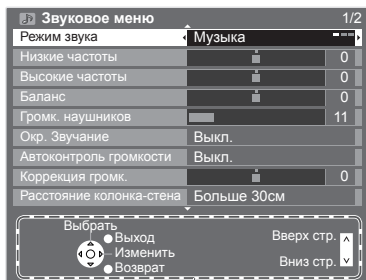 Звуковое меню 1/2
Режим звука Музыка
Низкие частоты 0
Высокие частоты 0
Баланс 0
Громк. наушников 11
Окр. Звучание Выкл.
Автоконтроль громкости Выкл.
Коррекция громк. 0
Расстояние колонка-стена Больше 30см
Выбрать
Выход Вверх стр.
Изменить
Возврат Вниз стр.